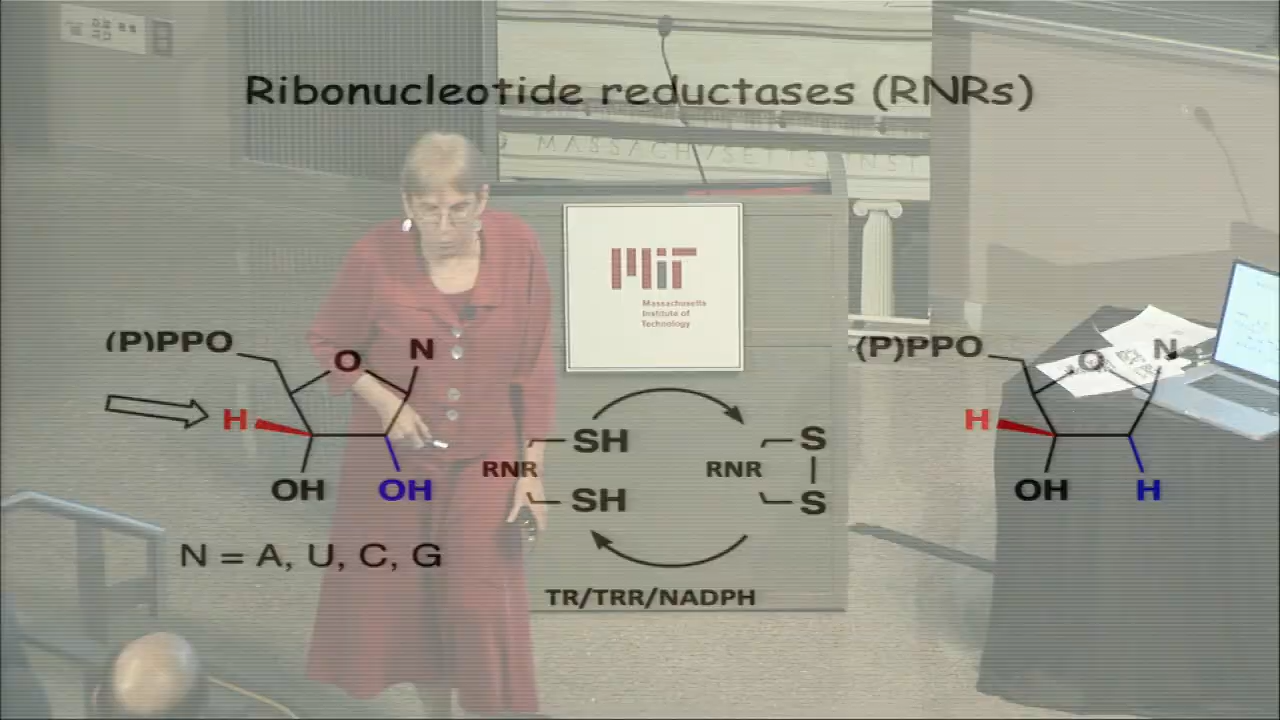 Ribonucleotide reductases (RNRs)
MASSACHUSETTS INST
MIT
Massachusetts
Institute of
Technology
(P)PPO
O
N
H
OH
OH
N = A, U, C, G
RNR
SH
SH
RNR
S
S
TR/TRR/NADPH
(P)PPO
O
N
H
OH
H